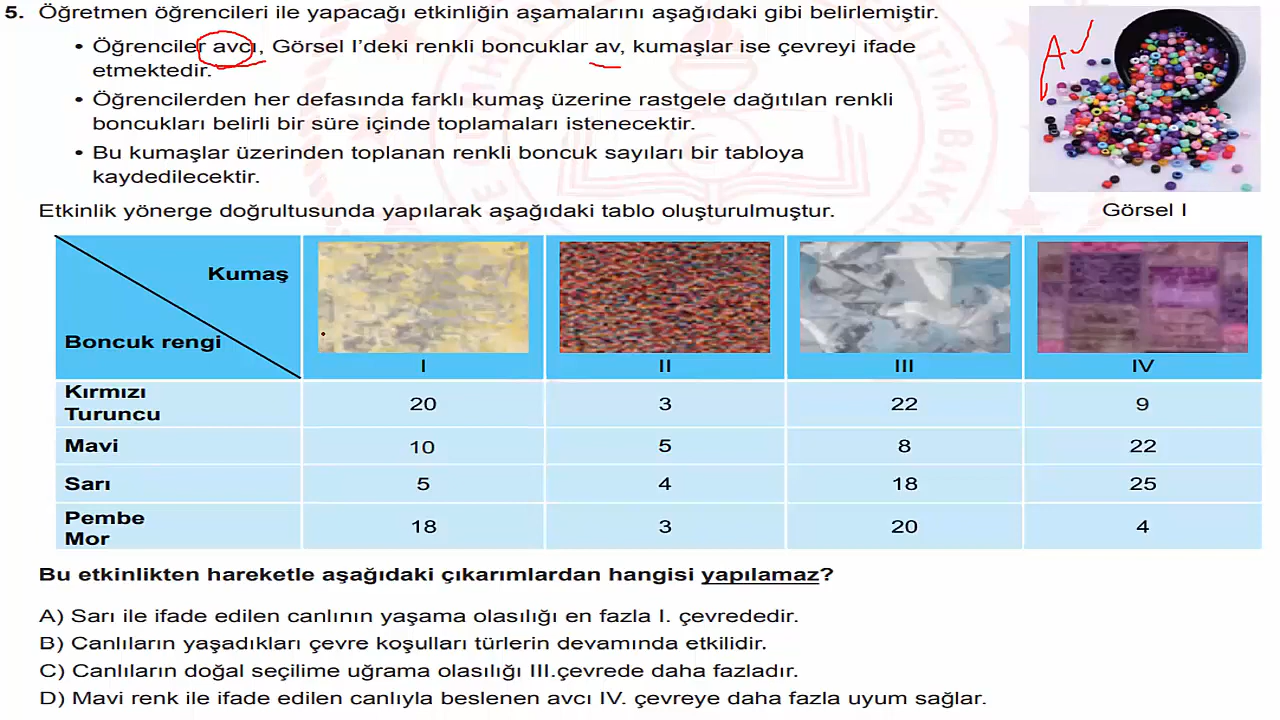 5. Öğretmen öğrencileri ile yapacağı etkinliğin aşamalarını aşağıdaki gibi belirlemiştir.
• Öğrenciler avcı, Görsel I’deki renkli boncuklar av, kumaşlar ise çevreyi ifade
etmektedir.
• Öğrencilerden her defasında farklı kumaş üzerine rastgele dağıtılan renkli
boncukları belirli bir süre içinde toplamaları istenecektir.
• Bu kumaşlar üzerinden toplanan renkli boncuk sayıları bir tabloya
kaydedilecektir.
Av
Görsel I
Etkinlik yönerge doğrultusunda yapılarak aşağıdaki tablo oluşturulmuştur.
Kumaş
Boncuk rengi
I II III IV
Kırmızı
Turuncu 20 3 22 9
Mavi 10 5 8 22
Sarı 5 4 18 25
Pembe
Mor 18 3 20 4
Bu etkinlikten hareketle aşağıdaki çıkarımlardan hangisi yapılamaz?
A) Sarı ile ifade edilen canlının yaşama olasılığı en fazla I. çevrededir.
B) Canlıların yaşadıkları çevre koşulları türlerin devamında etkilidir.
C) Canlıların doğal seçilime uğrama olasılığı III.çevrede daha fazladır.
D) Mavi renk ile ifade edilen canlıyla beslenen avcı IV. çevreye daha fazla uyum sağlar.